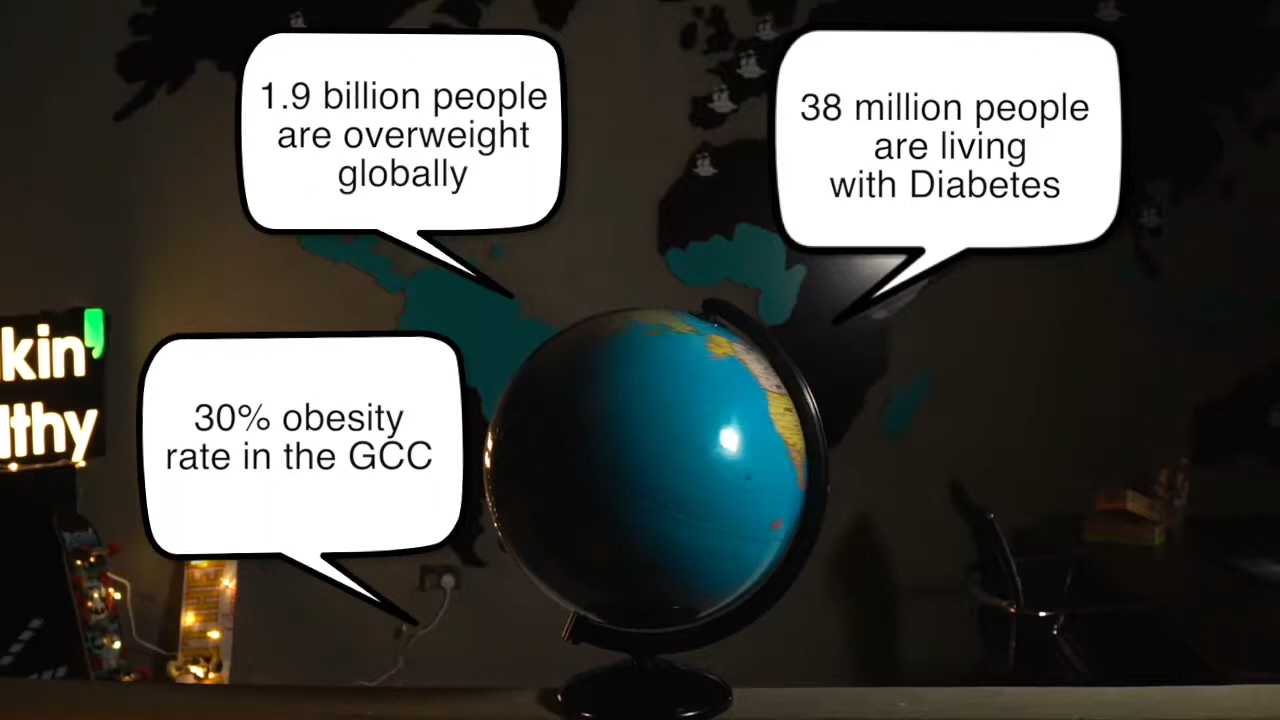 1.9 billion people
are overweight
globally
38 million people
are living
with Diabetes
30% obesity
rate in the GCC
kin'
lthy